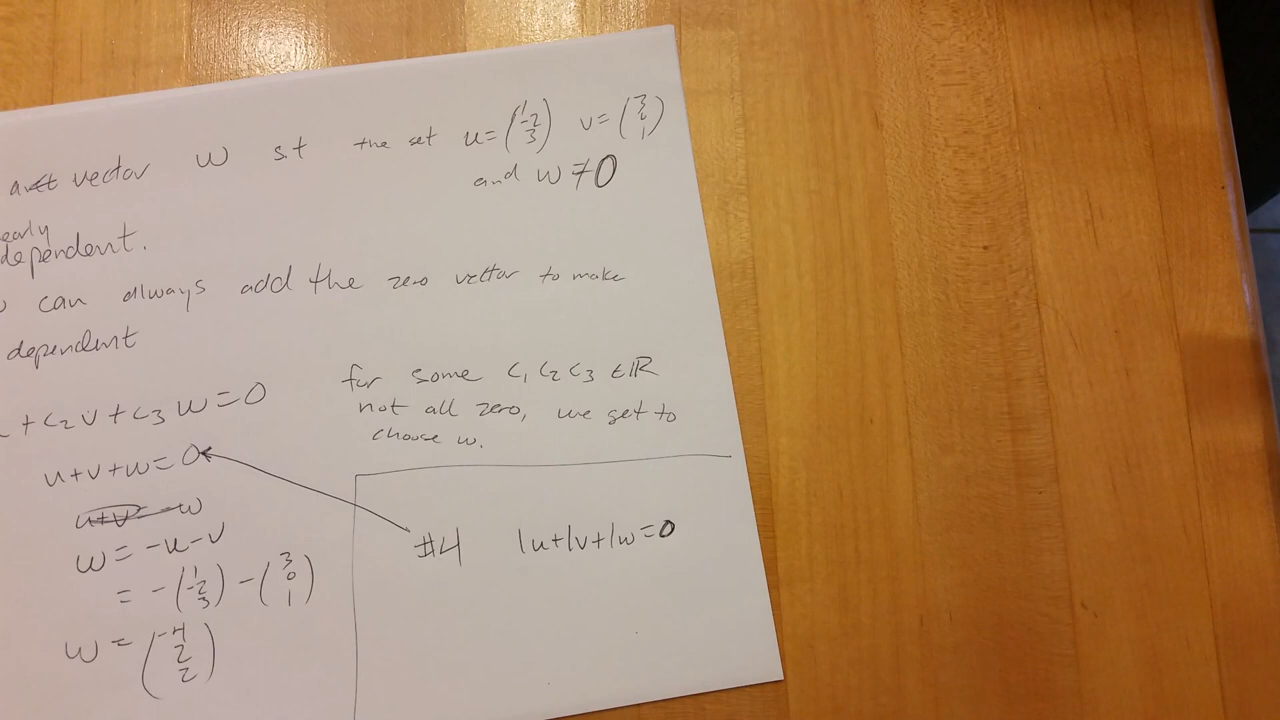 vector w s.t the set u=(1 -2 3) v=(3 0 1)
and w≠0
early
dependent.
can always add the zero vector to make
dependent
for some c₁ c₂ c₃ ∈ℝ
not all zero, we get to
choose w.
+c₂v+c₃w=0
u+v+w=0
u+v=-w
w=-u-v
=-(1 -2 3)-(3 0 1)
w=(-4 2 2)
#4 1u+1v+1w=0